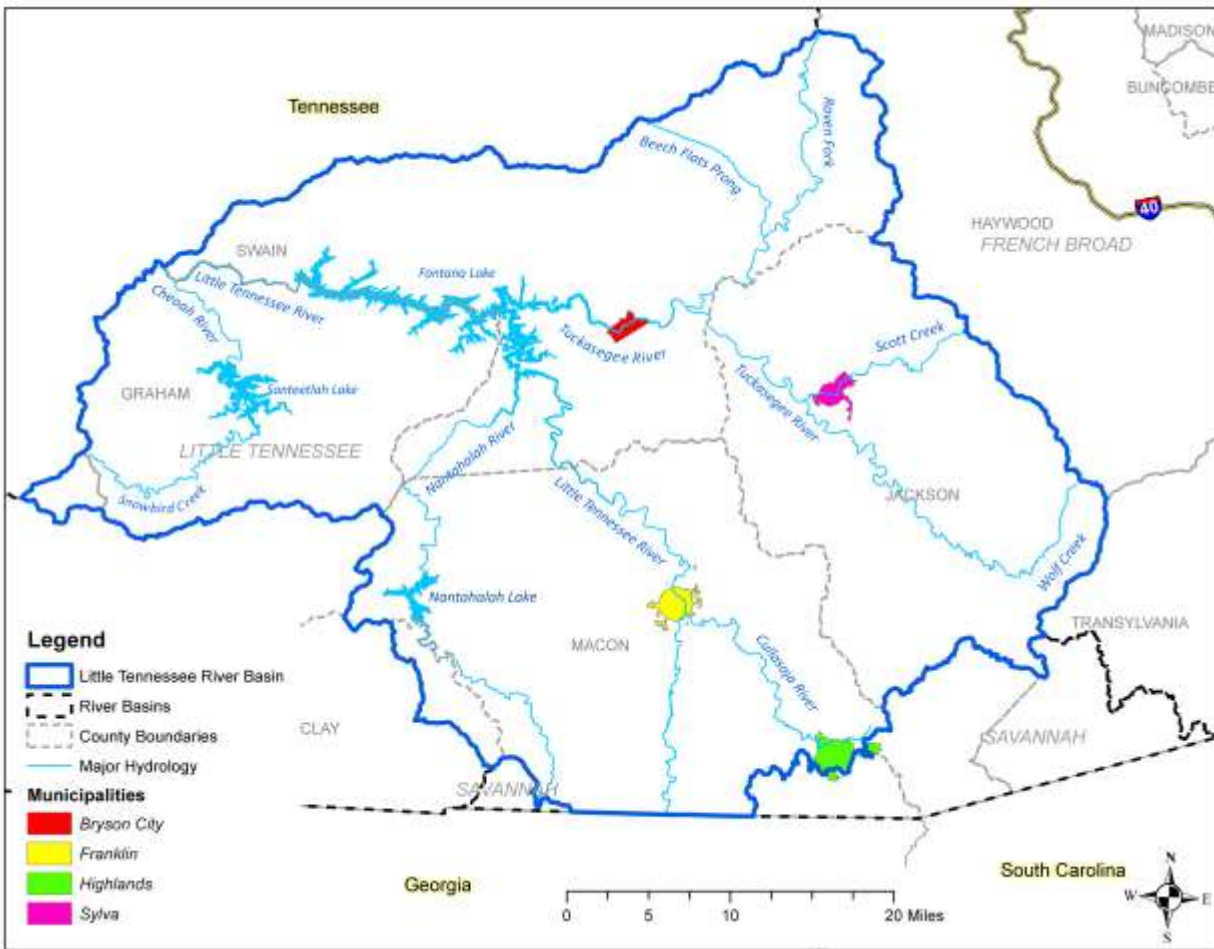 MADISON
BUNCOMBE
Tennessee
Raven Fork
Beech Flats Prong
40
HAYWOOD
FRENCH BROAD
SWAIN
Fontana Lake
Little Tennessee River
Cheoah River
Tuckasegee River
Scott Creek
Tuckasegee River
GRAHAM
Santeetlah Lake
LITTLE TENNESSEE
Nantahalah River
Snowbird Creek
Little Tennessee River
JACKSON
Wolf Creek
Nantahalah Lake
TRANSYLVANIA
MACON
Cullasaja River
CLAY
SAVANNAH
SAVANNAH
Legend
Little Tennessee River Basin
River Basins
County Boundaries
Major Hydrology
Municipalities
Bryson City
Franklin
Highlands
Sylva
Georgia
South Carolina
0 5 10 20 Miles
N
W E
S